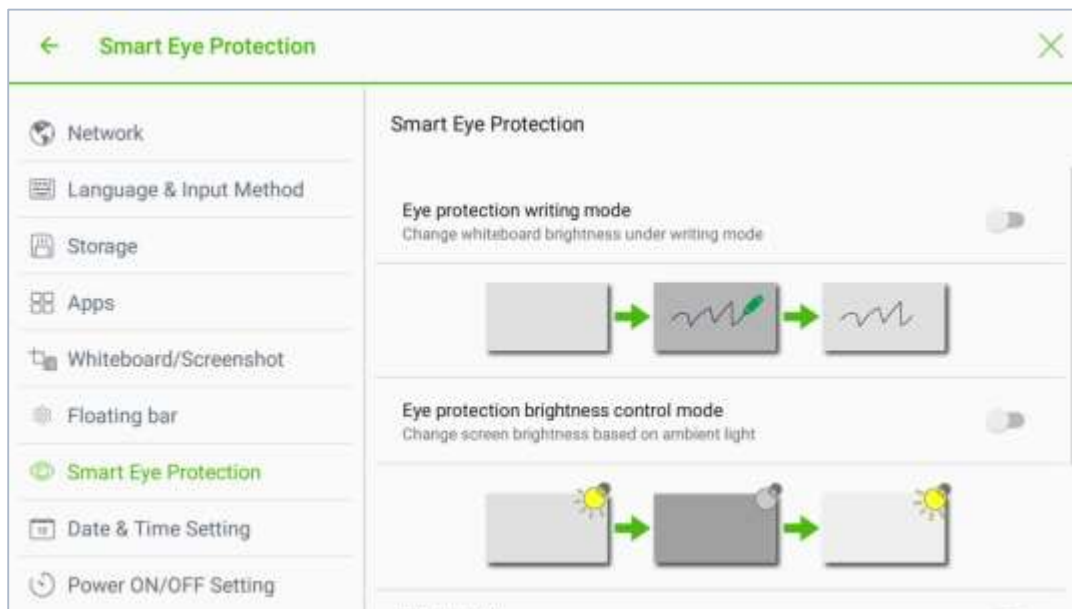 Smart Eye Protection
Network
Language & Input Method
Storage
Apps
Whiteboard/Screenshot
Floating bar
Smart Eye Protection
Date & Time Setting
Power ON/OFF Setting
Smart Eye Protection
Eye protection writing mode
Change whiteboard brightness under writing mode
Eye protection brightness control mode
Change screen brightness based on ambient light